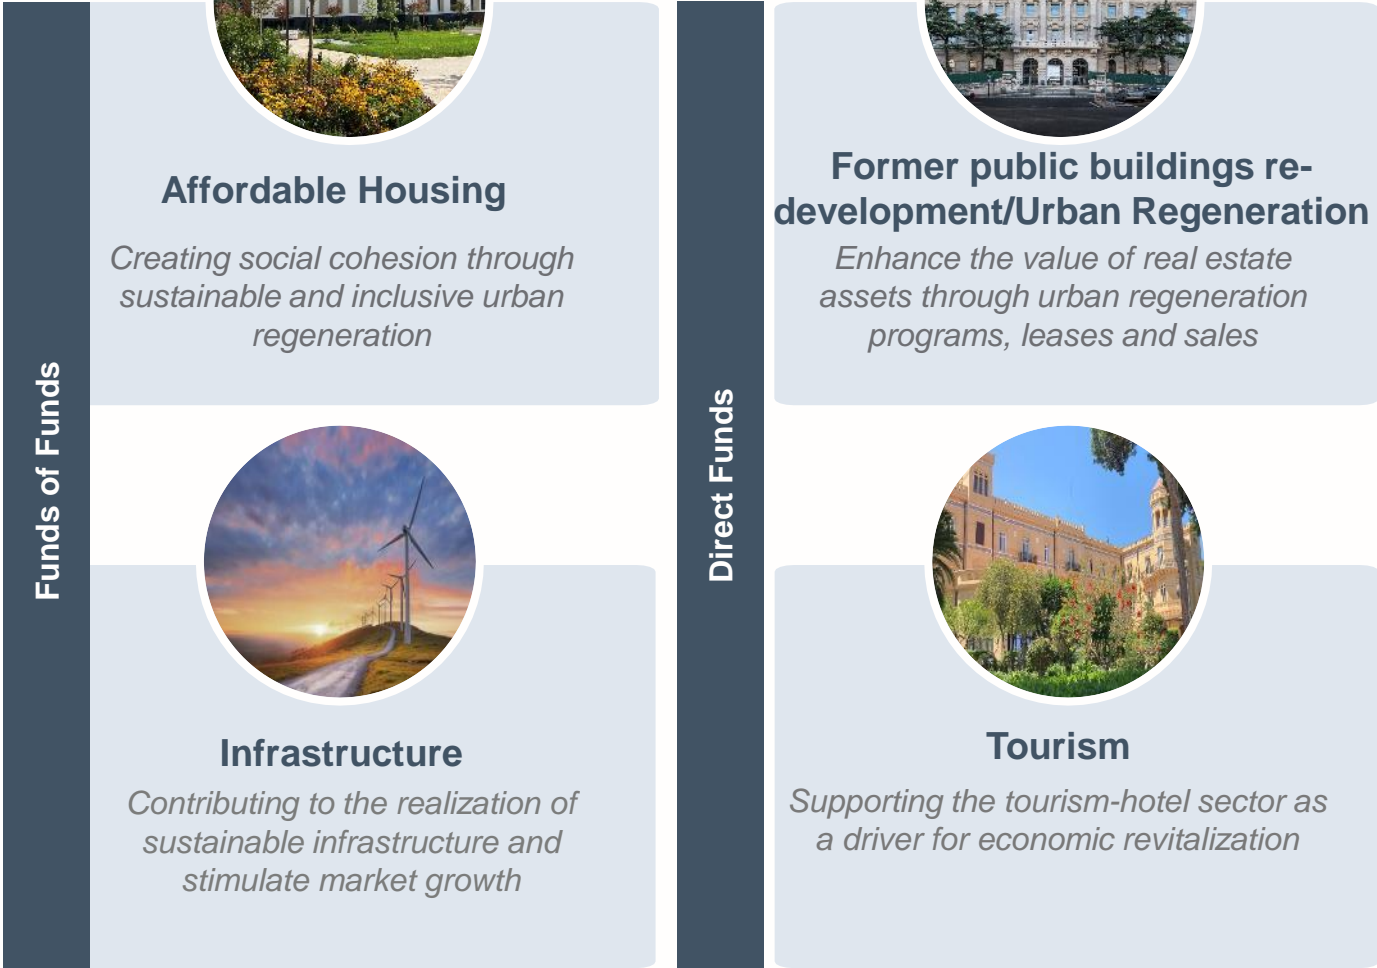 Funds of Funds
Affordable Housing
Creating social cohesion through
sustainable and inclusive urban
regeneration
Infrastructure
Contributing to the realization of
sustainable infrastructure and
stimulate market growth
Direct Funds
Former public buildings re-
development/Urban Regeneration
Enhance the value of real estate
assets through urban regeneration
programs, leases and sales
Tourism
Supporting the tourism-hotel sector as
a driver for economic revitalization